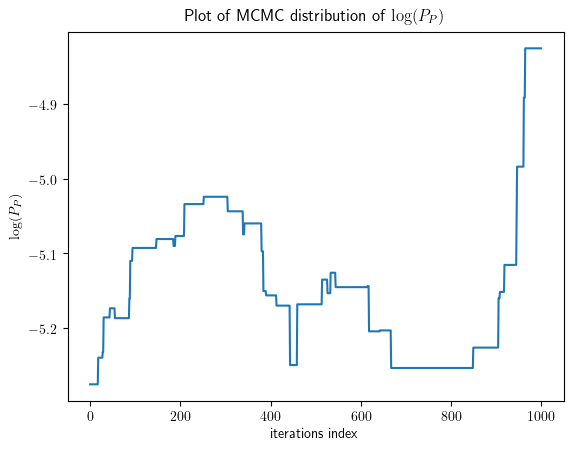 Plot of MCMC distribution of log(P_P)
−4.9
−5.0
−5.1
−5.2
log(P_P)
0 200 400 600 800 1000
iterations index